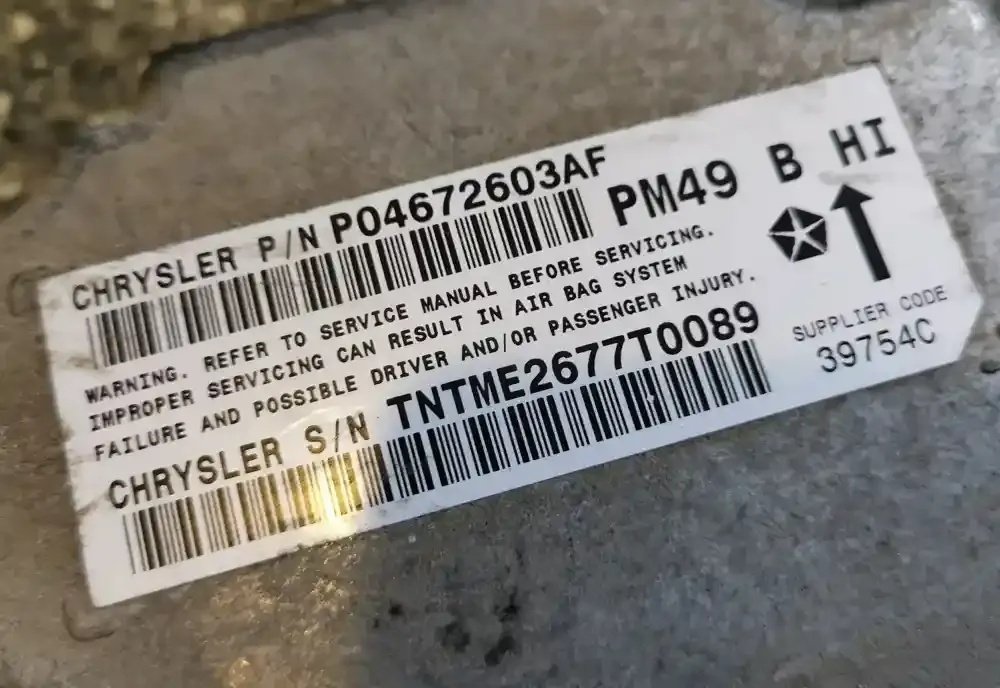 CHRYSLER P/N P04672603AF
PM49 B HI
WARNING. REFER TO SERVICE MANUAL BEFORE SERVICING.
IMPROPER SERVICING CAN RESULT IN AIR BAG SYSTEM
FAILURE AND POSSIBLE DRIVER AND/OR PASSENGER INJURY.
CHRYSLER S/N TNTME2677T0089
SUPPLIER CODE
39754C